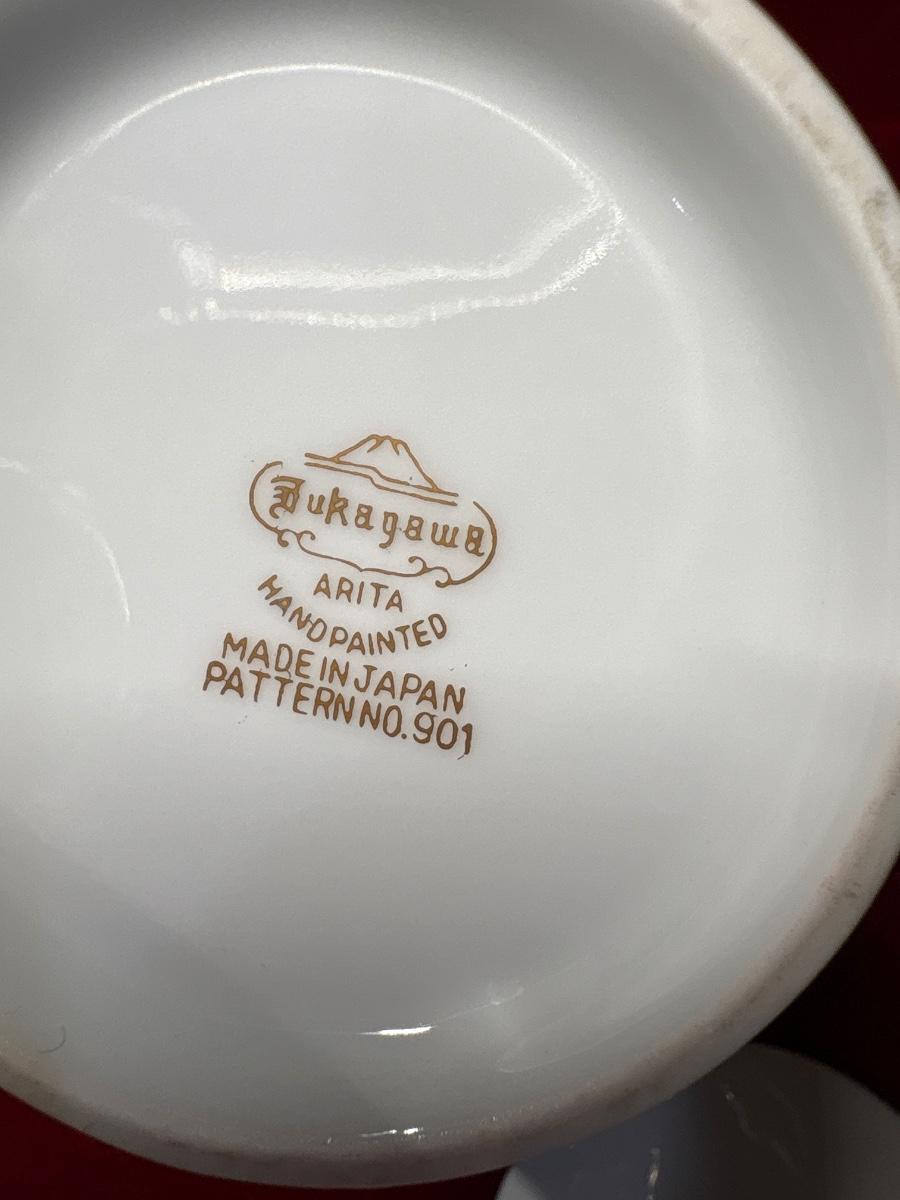 Fukagawa
ARITA
HAND PAINTED
MADE IN JAPAN
PATTERN NO. 901